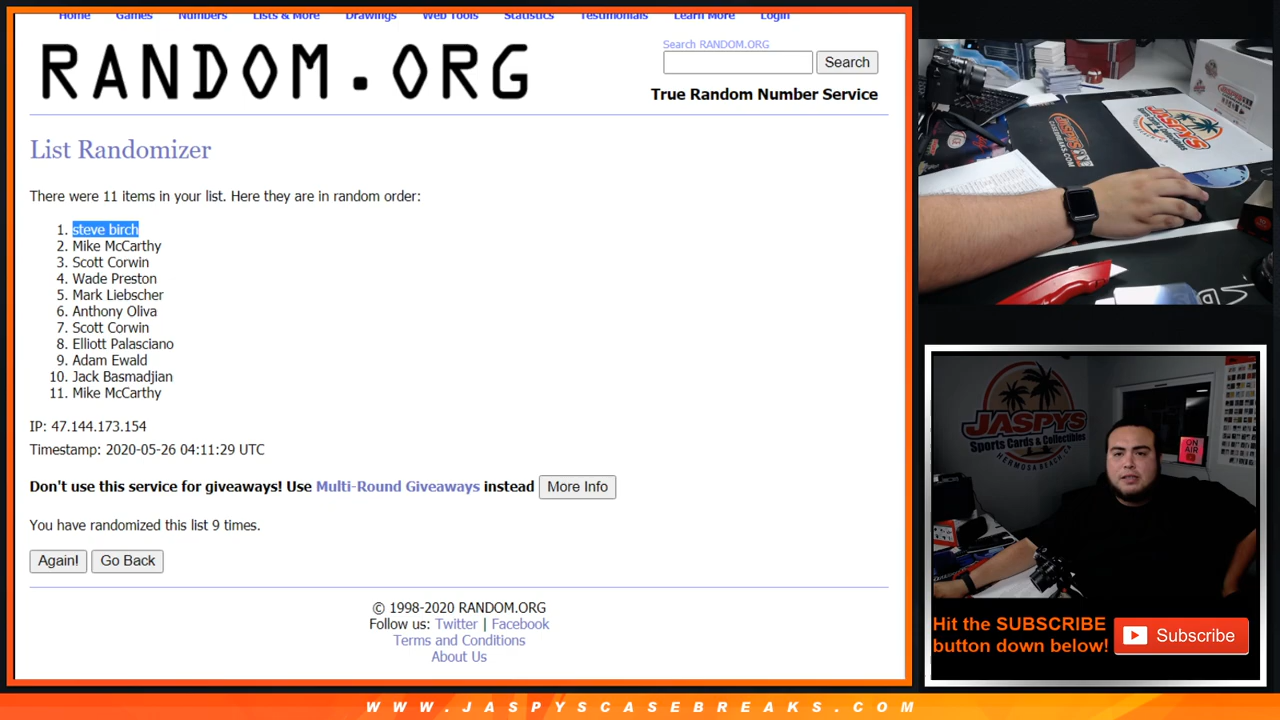 Home Games Numbers Lists & More Drawings Web Tools Statistics Testimonials Learn More Login
RANDOM.ORG
Search RANDOM.ORG
Search
True Random Number Service
List Randomizer
There were 11 items in your list. Here they are in random order:
1. steve birch
2. Mike McCarthy
3. Scott Corwin
4. Wade Preston
5. Mark Liebscher
6. Anthony Oliva
7. Scott Corwin
8. Elliott Palasciano
9. Adam Ewald
10. Jack Basmadjian
11. Mike McCarthy
IP: 47.144.173.154
Timestamp: 2020-05-26 04:11:29 UTC
Don't use this service for giveaways! Use Multi-Round Giveaways instead More Info
You have randomized this list 9 times.
Again! Go Back
© 1998-2020 RANDOM.ORG
Follow us: Twitter | Facebook
Terms and Conditions
About Us
JASPYS
Sports Cards & Collectibles
HERMOSA BEACH, CA
ON AIR
Hit the SUBSCRIBE
button down below!
Subscribe
WWW.JASPYSCASEBREAKS.COM